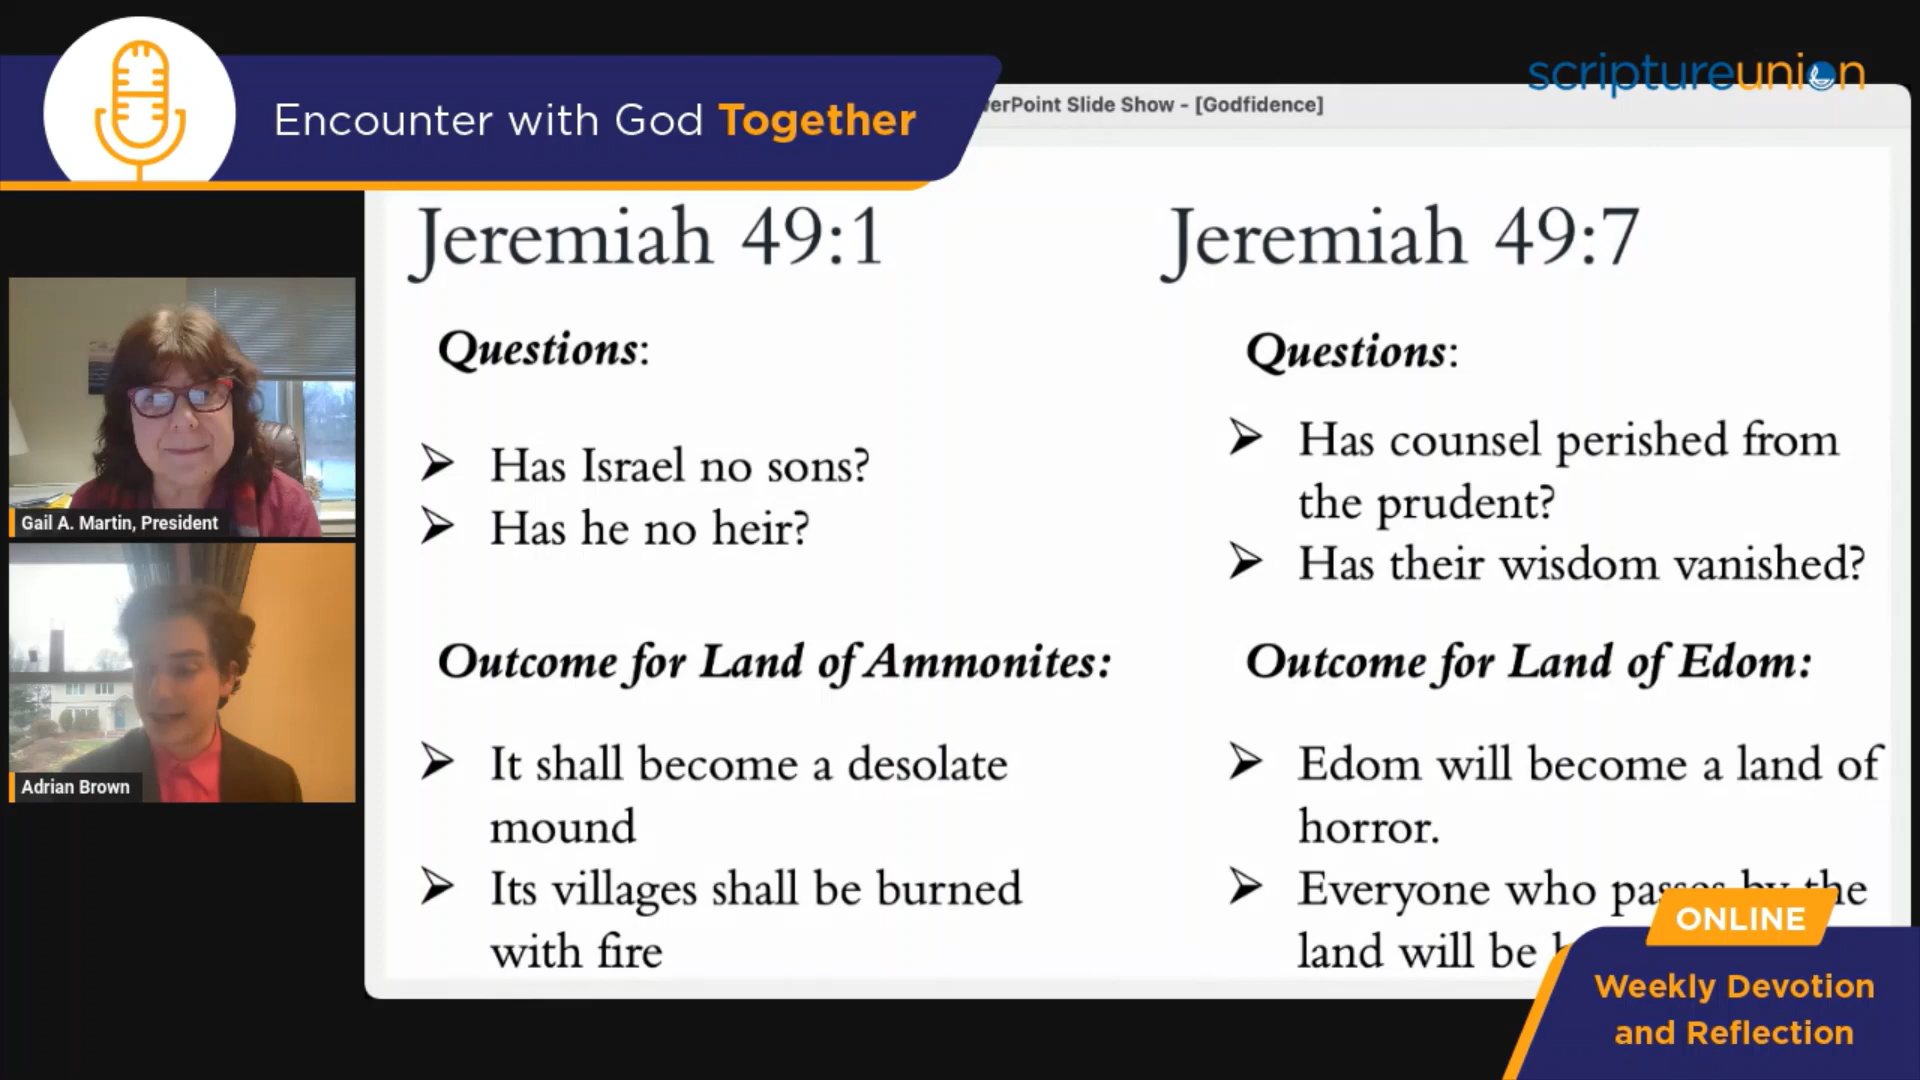 Encounter with God Together
scriptureunion
erPoint Slide Show - [Godfidence]
Jeremiah 49:1
Questions:
➢ Has Israel no sons?
➢ Has he no heir?
Outcome for Land of Ammonites:
➢ It shall become a desolate
mound
➢ Its villages shall be burned
with fire
Jeremiah 49:7
Questions:
➢ Has counsel perished from
the prudent?
➢ Has their wisdom vanished?
Outcome for Land of Edom:
➢ Edom will become a land of
horror.
➢ Everyone who passes by the
land will be
Gail A. Martin, President
Adrian Brown
ONLINE
Weekly Devotion
and Reflection